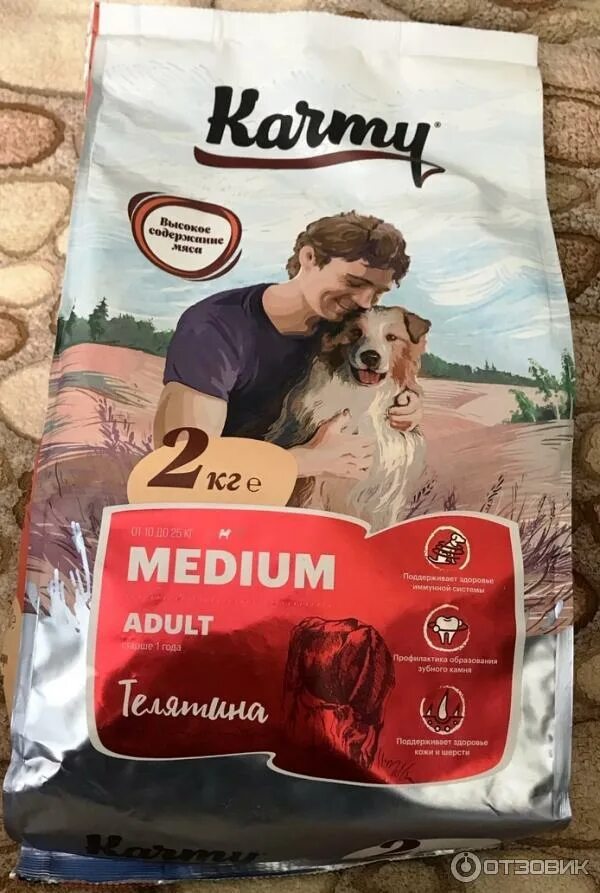 Karmy®
Высокое
содержание
мяса
2 кг е
ОТ 10 ДО 25 КГ
MEDIUM
ADULT
старше 1 года
Телятина
Поддерживает здоровье
иммунной системы
Профилактика образования
зубного камня
Поддерживает здоровье
кожи и шерсти
Karmy
2
ОТЗОВИК